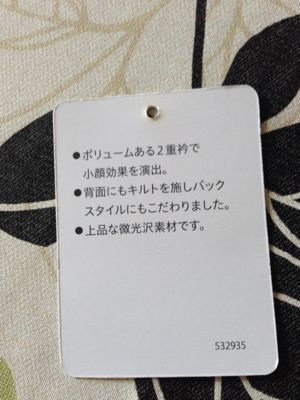 ●ボリュームある2重衿で
小顔効果を演出。
●背面にもキルトを施しバック
スタイルにもこだわりました。
●上品な微光沢素材です。
532935